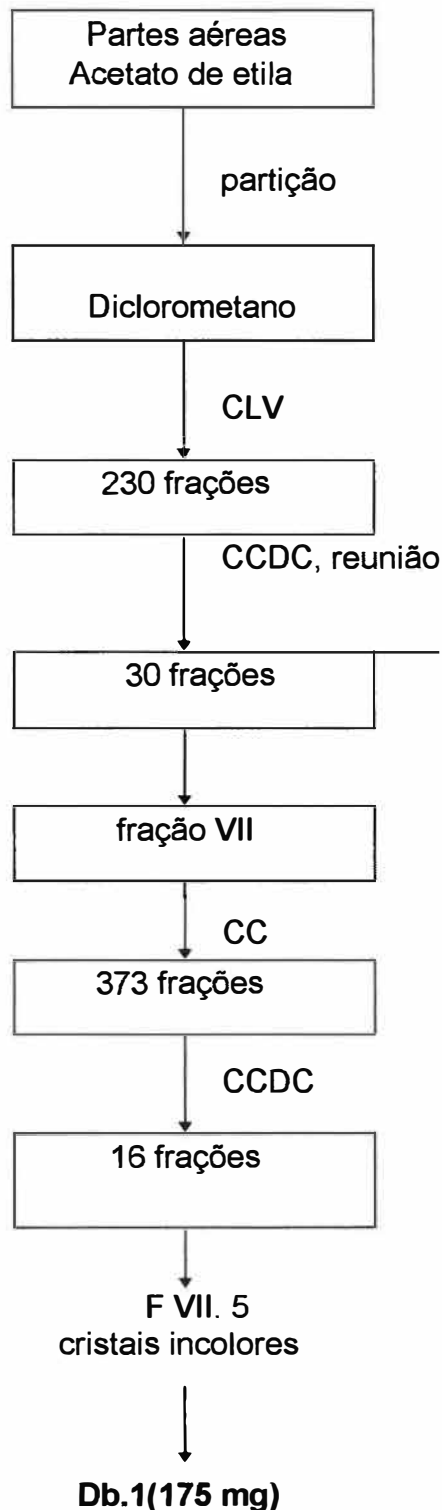 Partes aéreas
Acetato de etila
partição
Diclorometano
CLV
230 frações
CCDC, reunião
30 frações
fração VII
CC
373 frações
CCDC
16 frações
F VII. 5
cristais incolores
Db.1(175 mg)